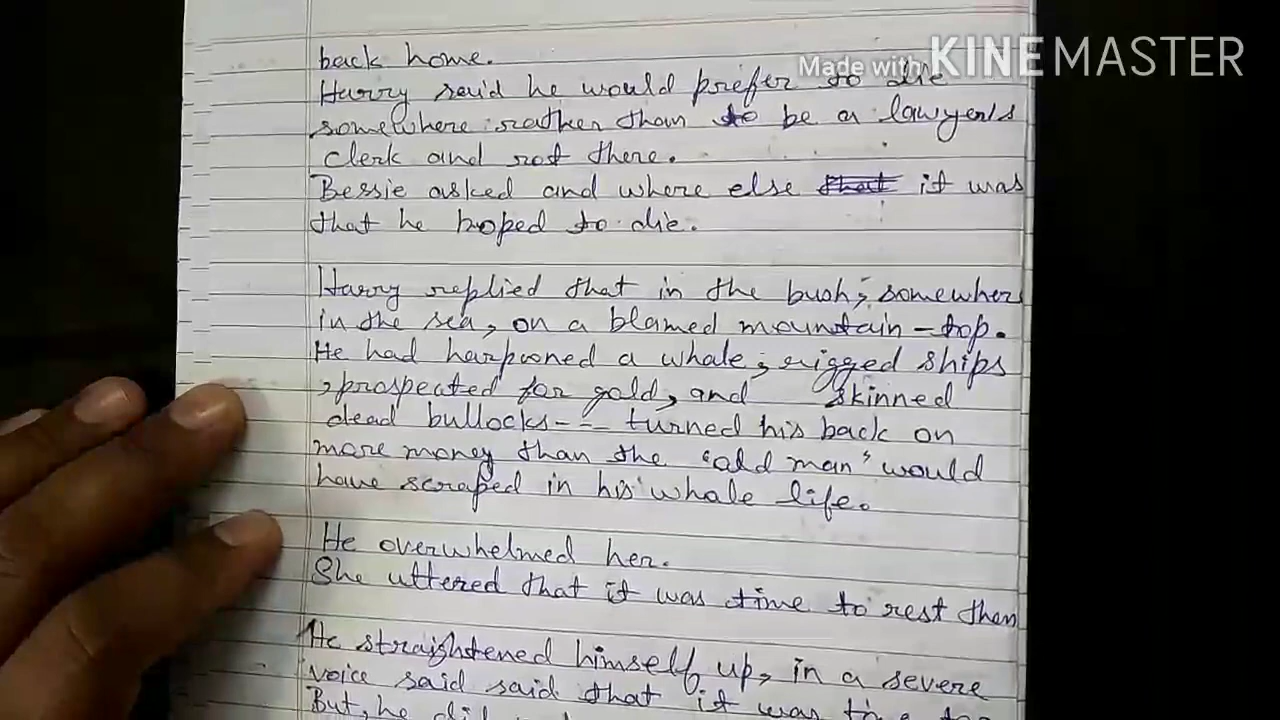 Made with KINEMASTER
back home.
Harry said he would prefer to die
somewhere rather than to be a lawyer's
clerk and rot there.
Bessie asked and where else that it was
that he hoped to die.
Harry replied that in the bush, somewher
in the sea, on a blamed mountain-top.
He had harpooned a whale, rigged ships
, prospected for gold, and skinned
dead bullocks--- turned his back on
more money than the "old man" would
have scraped in his whole life.
He overwhelmed her.
She uttered that it was time to rest then
He straightened himself up, in a severe
voice said said that it was
But, he did